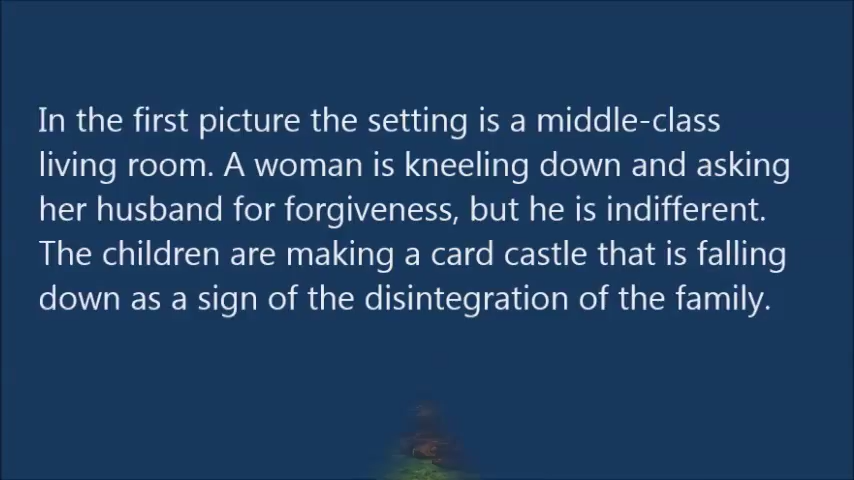 In the first picture the setting is a middle-class
living room. A woman is kneeling down and asking
her husband for forgiveness, but he is indifferent.
The children are making a card castle that is falling
down as a sign of the disintegration of the family.